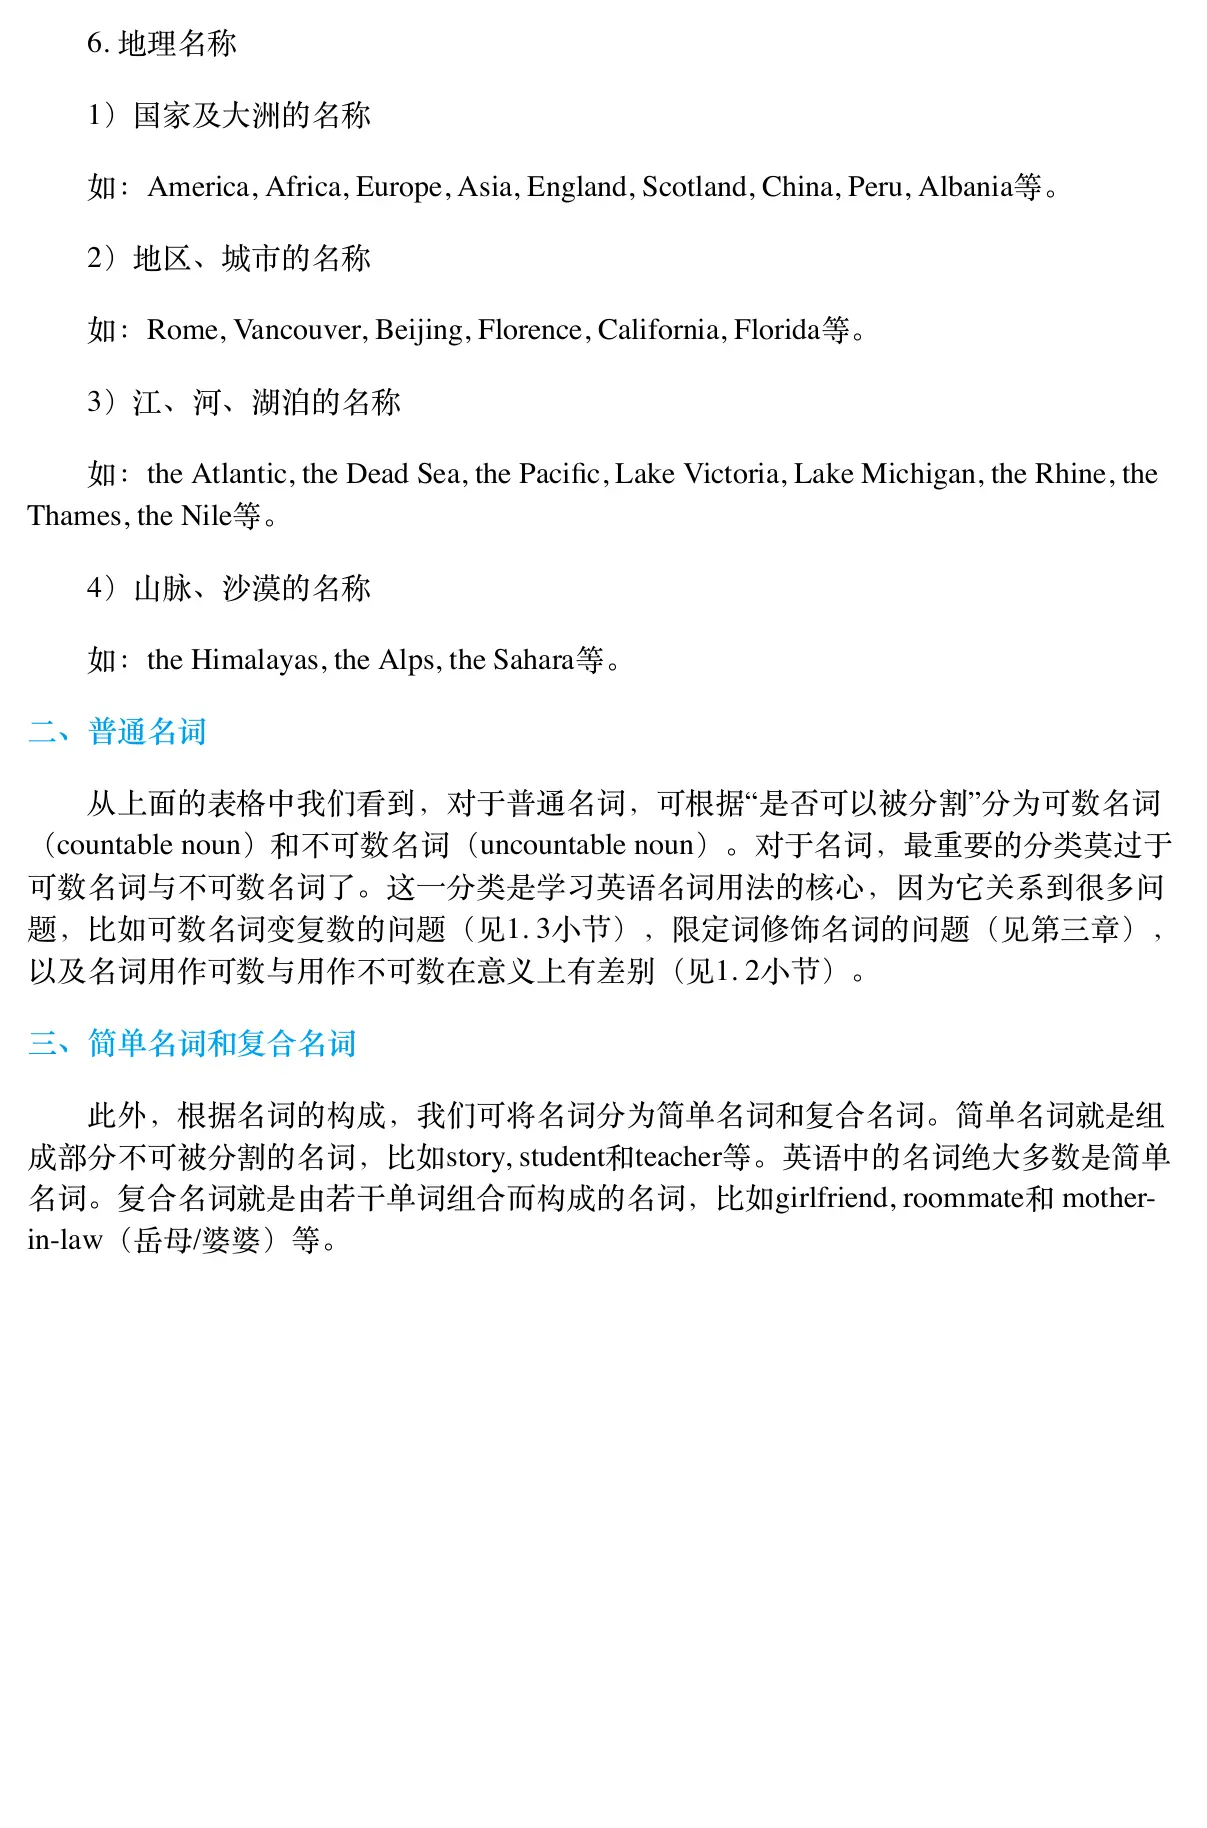 6. 地理名称
1）国家及大洲的名称
如：America, Africa, Europe, Asia, England, Scotland, China, Peru, Albania等。
2）地区、城市的名称
如：Rome, Vancouver, Beijing, Florence, California, Florida等。
3）江、河、湖泊的名称
如：the Atlantic, the Dead Sea, the Pacific, Lake Victoria, Lake Michigan, the Rhine, the
Thames, the Nile等。
4）山脉、沙漠的名称
如：the Himalayas, the Alps, the Sahara等。
二、普通名词
从上面的表格中我们看到，对于普通名词，可根据“是否可以被分割”分为可数名词
（countable noun）和不可数名词（uncountable noun）。对于名词，最重要的分类莫过于
可数名词与不可数名词了。这一分类是学习英语名词用法的核心，因为它关系到很多问
题，比如可数名词变复数的问题（见1. 3小节），限定词修饰名词的问题（见第三章），
以及名词用作可数与用作不可数在意义上有差别（见1. 2小节）。
三、简单名词和复合名词
此外，根据名词的构成，我们可将名词分为简单名词和复合名词。简单名词就是组
成部分不可被分割的名词，比如story, student和teacher等。英语中的名词绝大多数是简单
名词。复合名词就是由若干单词组合而构成的名词，比如girlfriend, roommate和 mother-
in-law（岳母/婆婆）等。